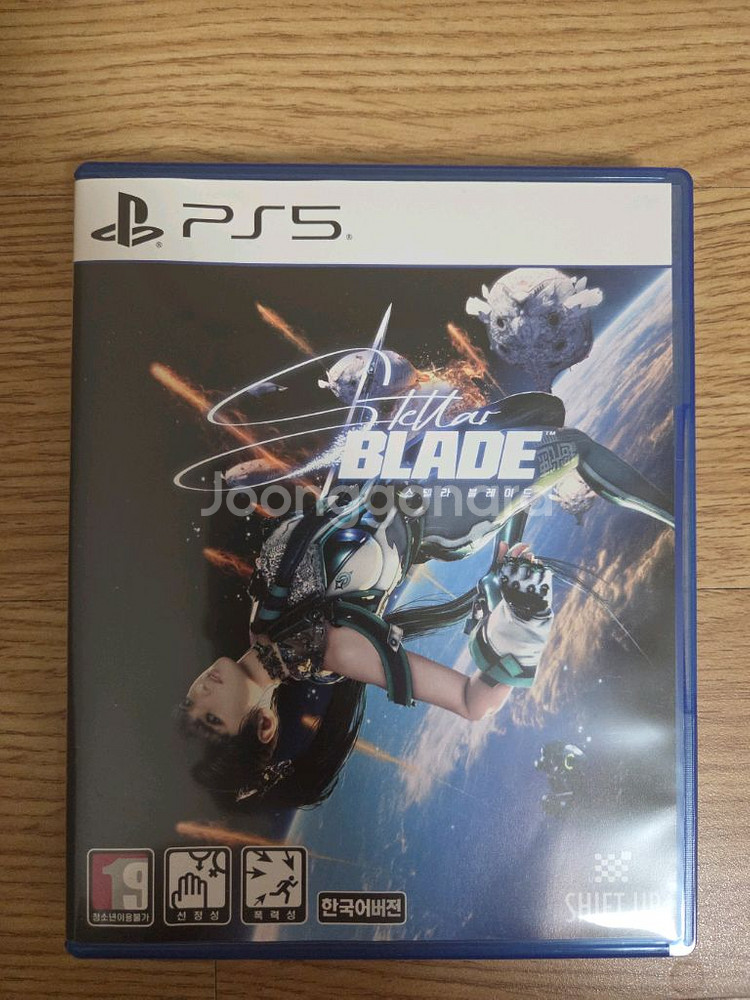 PS5
Stellar
BLADE™
스텔라 블레이드
Joonggonara
19
청소년이용불가
선정성
폭력성
한국어버전
SHIFT UP